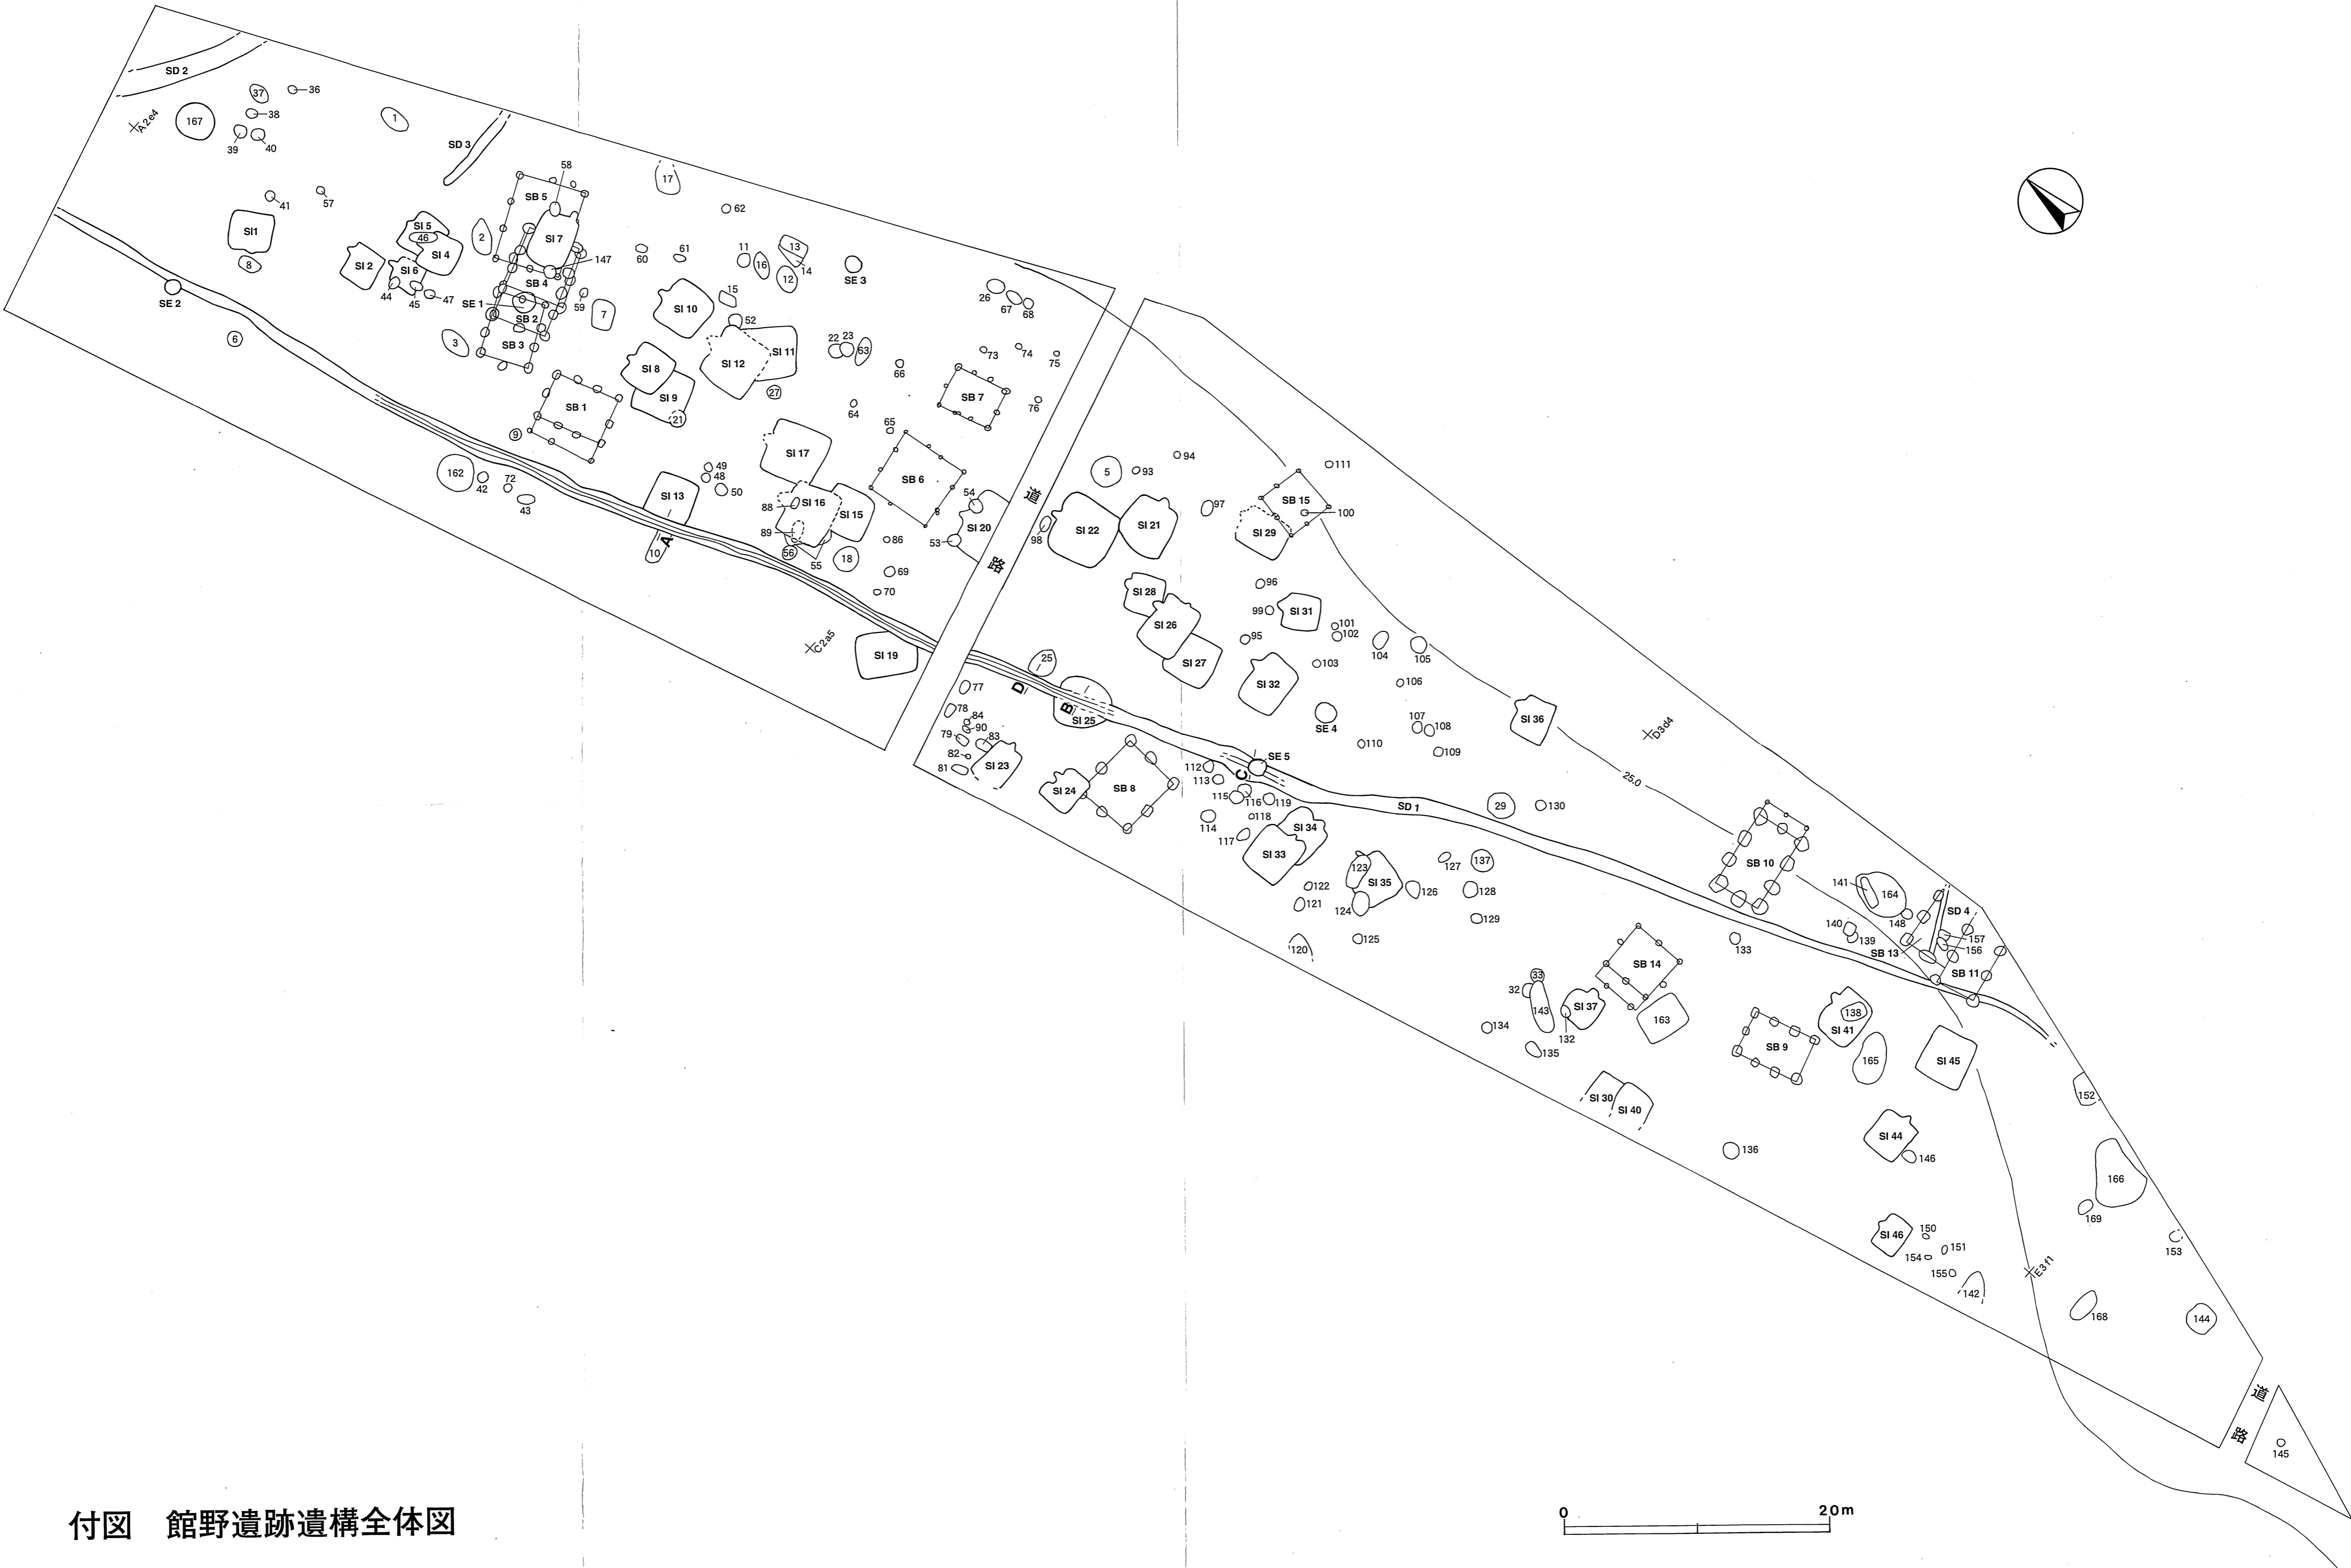 SD 2
A2e4
167
37
36
38
39
40
1
SD 3
41
57
SI1
8
SE 2
6
SI 2
SI 5
46
SI 4
SI 6
44
45
47
2
58
SB 5
SI 7
147
SB 4
SE 1
SB 2
SB 3
59
7
3
17
62
60
61
11
16
13
14
12
SE 3
15
52
SI 10
SI 11
SI 12
27
SI 8
SI 9
21
SB 1
9
162
42
72
43
22
23
63
66
64
65
26
67
68
73
74
75
76
SB 7
SB 6
SI 17
49
48
50
SI 13
10
A
88
SI 16
SI 15
89
56
55
18
86
69
70
54
SI 20
53
C2a5
SI 19
道
路
5
93
94
97
98
SI 22
SI 21
111
SB 15
100
SI 29
SI 28
SI 26
SI 27
96
99
SI 31
95
101
102
103
104
105
106
SI 32
SE 4
107
108
109
110
SI 36
D3d4
25.0
25
D
B
SI 25
77
78
84
90
79
83
82
81
SI 23
SI 24
SB 8
SE 5
C
112
113
115
116
119
114
118
117
SI 34
SI 33
SD 1
29
130
123
SI 35
124
126
122
121
125
120
127
137
128
129
SB 10
141
164
148
140
139
SD 4
157
156
SB 13
SB 11
133
SB 14
33
32
143
SI 37
132
163
134
135
SB 9
138
SI 41
165
SI 45
SI 30
SI 40
136
SI 44
146
152
166
169
153
SI 46
150
151
154
155
142
E3f1
168
144
道
路
145
0
20m
付図 館野遺跡遺構全体図